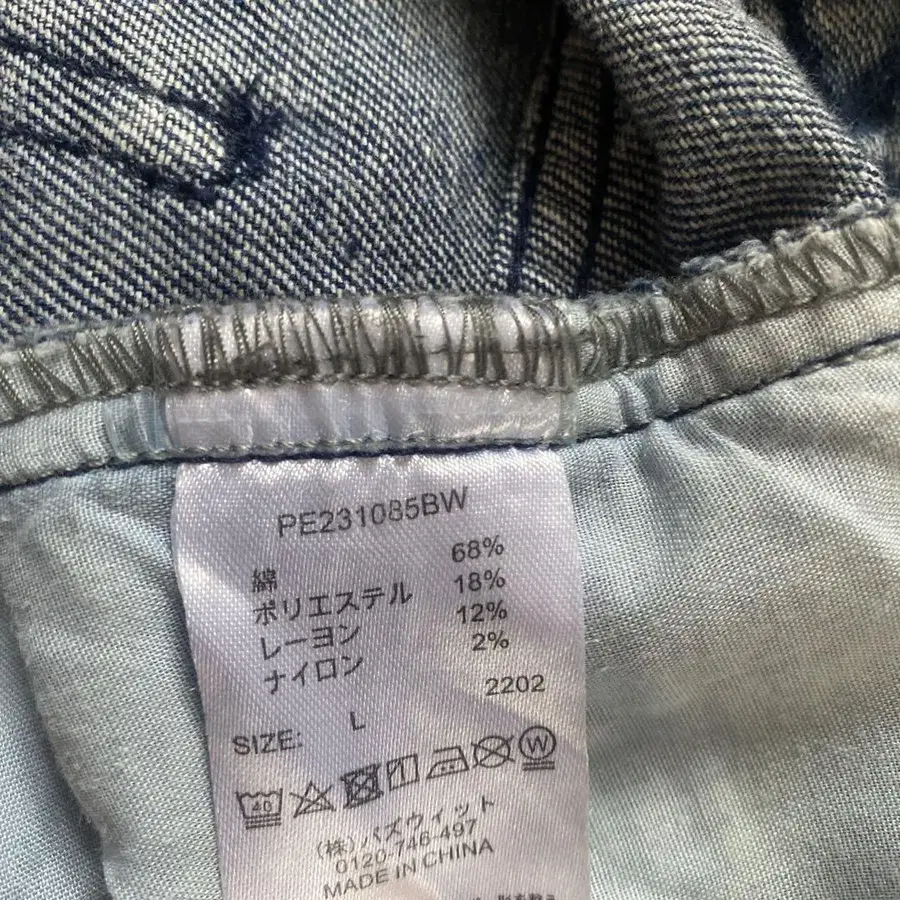 PE231085BW
綿 68%
ポリエステル 18%
レーヨン 12%
ナイロン 2%
2202
SIZE: L
40 W
(株)バズウィット
0120-746-497
MADE IN CHINA